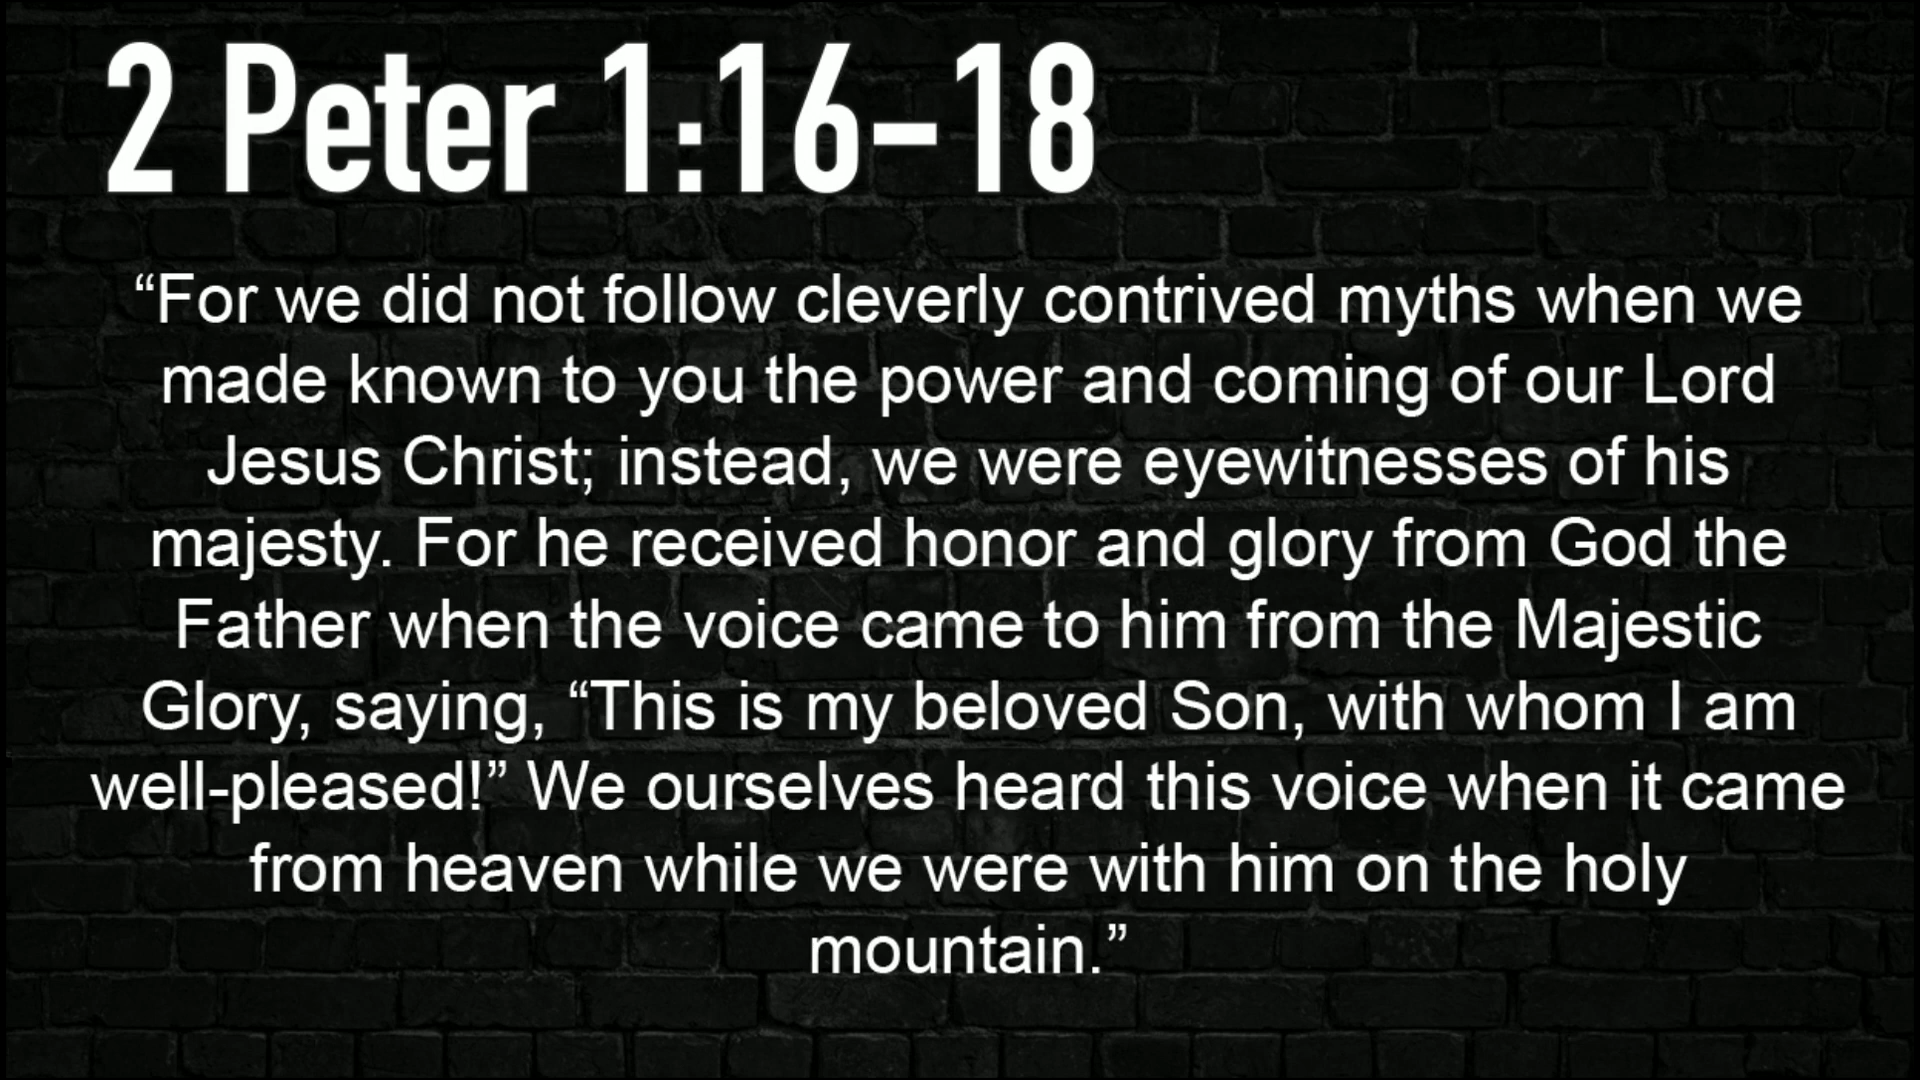 2 Peter 1:16–18
“For we did not follow cleverly contrived myths when we
made known to you the power and coming of our Lord
Jesus Christ; instead, we were eyewitnesses of his
majesty. For he received honor and glory from God the
Father when the voice came to him from the Majestic
Glory, saying, “This is my beloved Son, with whom I am
well-pleased!” We ourselves heard this voice when it came
from heaven while we were with him on the holy
mountain.”